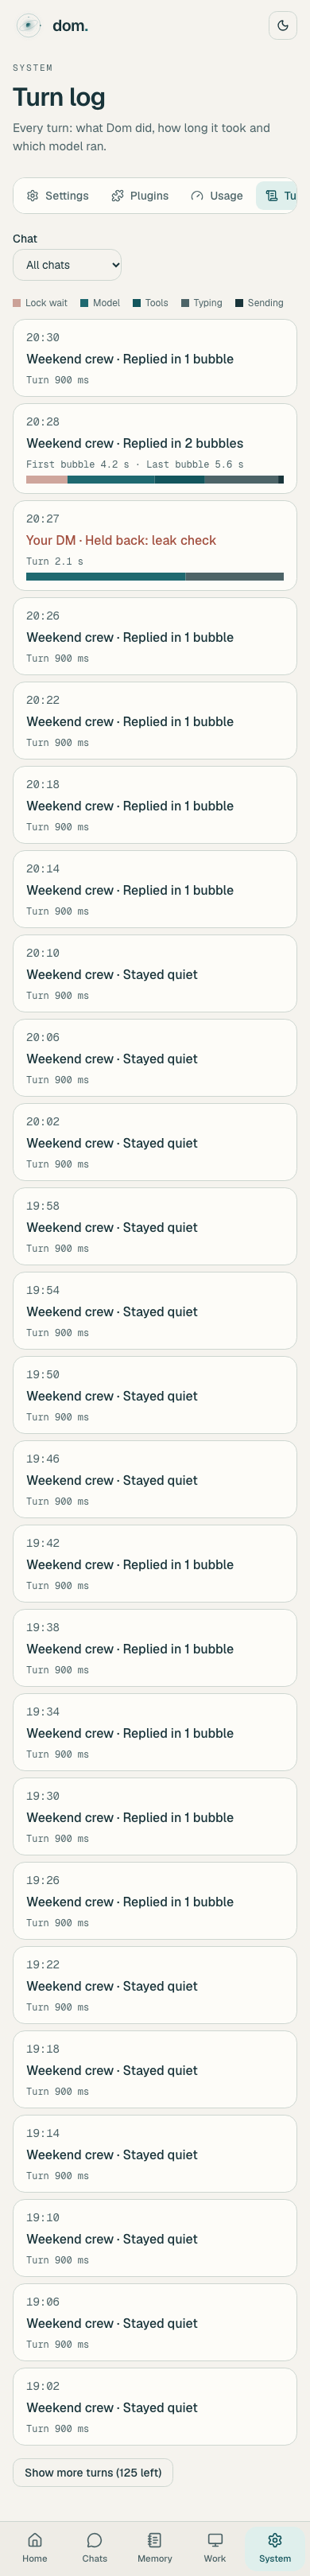 dom.
SYSTEM
Turn log
Every turn: what Dom did, how long it took and
which model ran.
Settings Plugins Usage Tu
Chat
All chats
Lock wait Model Tools Typing Sending
20:30
Weekend crew · Replied in 1 bubble
Turn 900 ms
20:28
Weekend crew · Replied in 2 bubbles
First bubble 4.2 s · Last bubble 5.6 s
20:27
Your DM · Held back: leak check
Turn 2.1 s
20:26
Weekend crew · Replied in 1 bubble
Turn 900 ms
20:22
Weekend crew · Replied in 1 bubble
Turn 900 ms
20:18
Weekend crew · Replied in 1 bubble
Turn 900 ms
20:14
Weekend crew · Replied in 1 bubble
Turn 900 ms
20:10
Weekend crew · Stayed quiet
Turn 900 ms
20:06
Weekend crew · Stayed quiet
Turn 900 ms
20:02
Weekend crew · Stayed quiet
Turn 900 ms
19:58
Weekend crew · Stayed quiet
Turn 900 ms
19:54
Weekend crew · Stayed quiet
Turn 900 ms
19:50
Weekend crew · Stayed quiet
Turn 900 ms
19:46
Weekend crew · Stayed quiet
Turn 900 ms
19:42
Weekend crew · Replied in 1 bubble
Turn 900 ms
19:38
Weekend crew · Replied in 1 bubble
Turn 900 ms
19:34
Weekend crew · Replied in 1 bubble
Turn 900 ms
19:30
Weekend crew · Replied in 1 bubble
Turn 900 ms
19:26
Weekend crew · Replied in 1 bubble
Turn 900 ms
19:22
Weekend crew · Stayed quiet
Turn 900 ms
19:18
Weekend crew · Stayed quiet
Turn 900 ms
19:14
Weekend crew · Stayed quiet
Turn 900 ms
19:10
Weekend crew · Stayed quiet
Turn 900 ms
19:06
Weekend crew · Stayed quiet
Turn 900 ms
19:02
Weekend crew · Stayed quiet
Turn 900 ms
Show more turns (125 left)
Home Chats Memory Work System